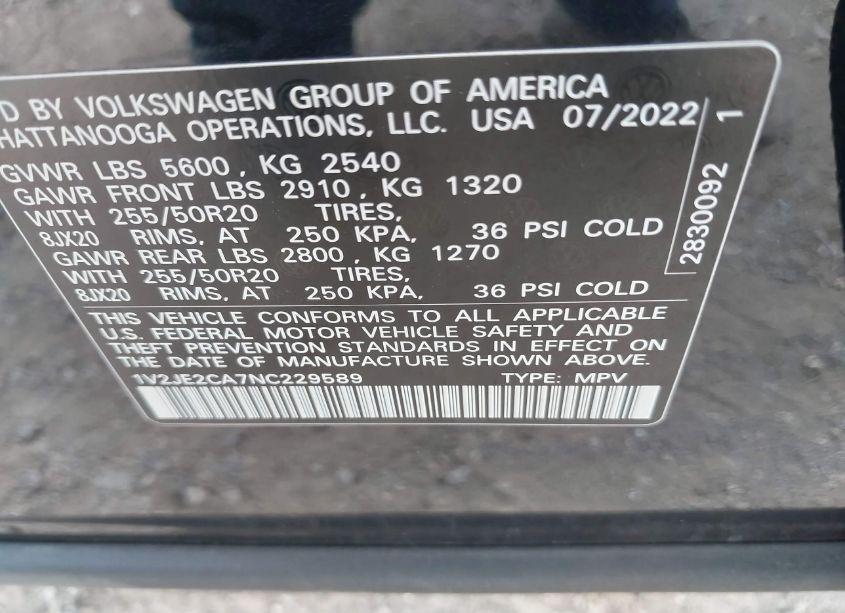 D BY VOLKSWAGEN GROUP OF AMERICA
HATTANOOGA OPERATIONS, LLC. USA 07/2022
GVWR LBS 5600, KG 2540
GAWR FRONT LBS 2910, KG 1320
WITH 255/50R20 TIRES,
8JX20 RIMS, AT 250 KPA, 36 PSI COLD
GAWR REAR LBS 2800, KG 1270
WITH 255/50R20 TIRES,
8JX20 RIMS, AT 250 KPA, 36 PSI COLD
2830092 1
THIS VEHICLE CONFORMS TO ALL APPLICABLE
U.S. FEDERAL MOTOR VEHICLE SAFETY AND
THEFT PREVENTION STANDARDS IN EFFECT ON
THE DATE OF MANUFACTURE SHOWN ABOVE.
1V2JE2CA7NC229589 TYPE: MPV